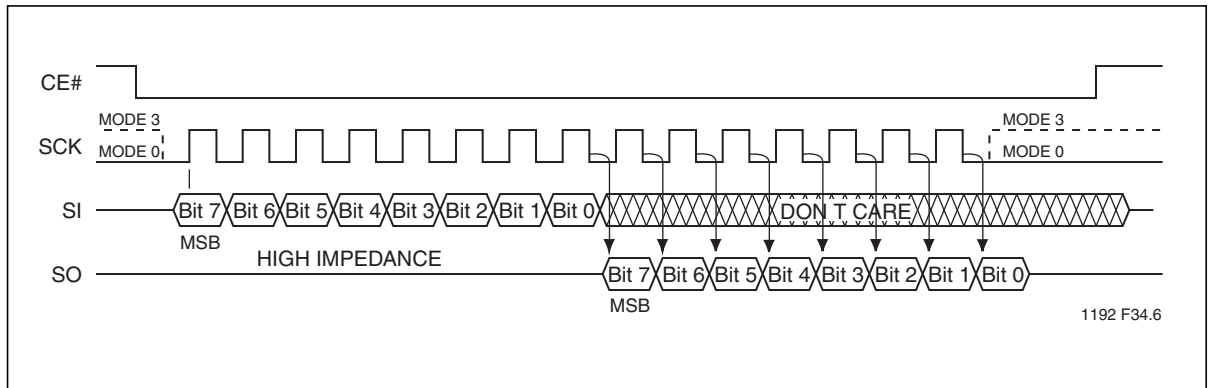 CE#
MODE 3
MODE 3
SCK
MODE 0
MODE 0
SI
Bit 7 Bit 6 Bit 5 Bit 4 Bit 3 Bit 2 Bit 1 Bit 0
DON T CARE
MSB
HIGH IMPEDANCE
SO
Bit 7 Bit 6 Bit 5 Bit 4 Bit 3 Bit 2 Bit 1 Bit 0
MSB
1192 F34.6